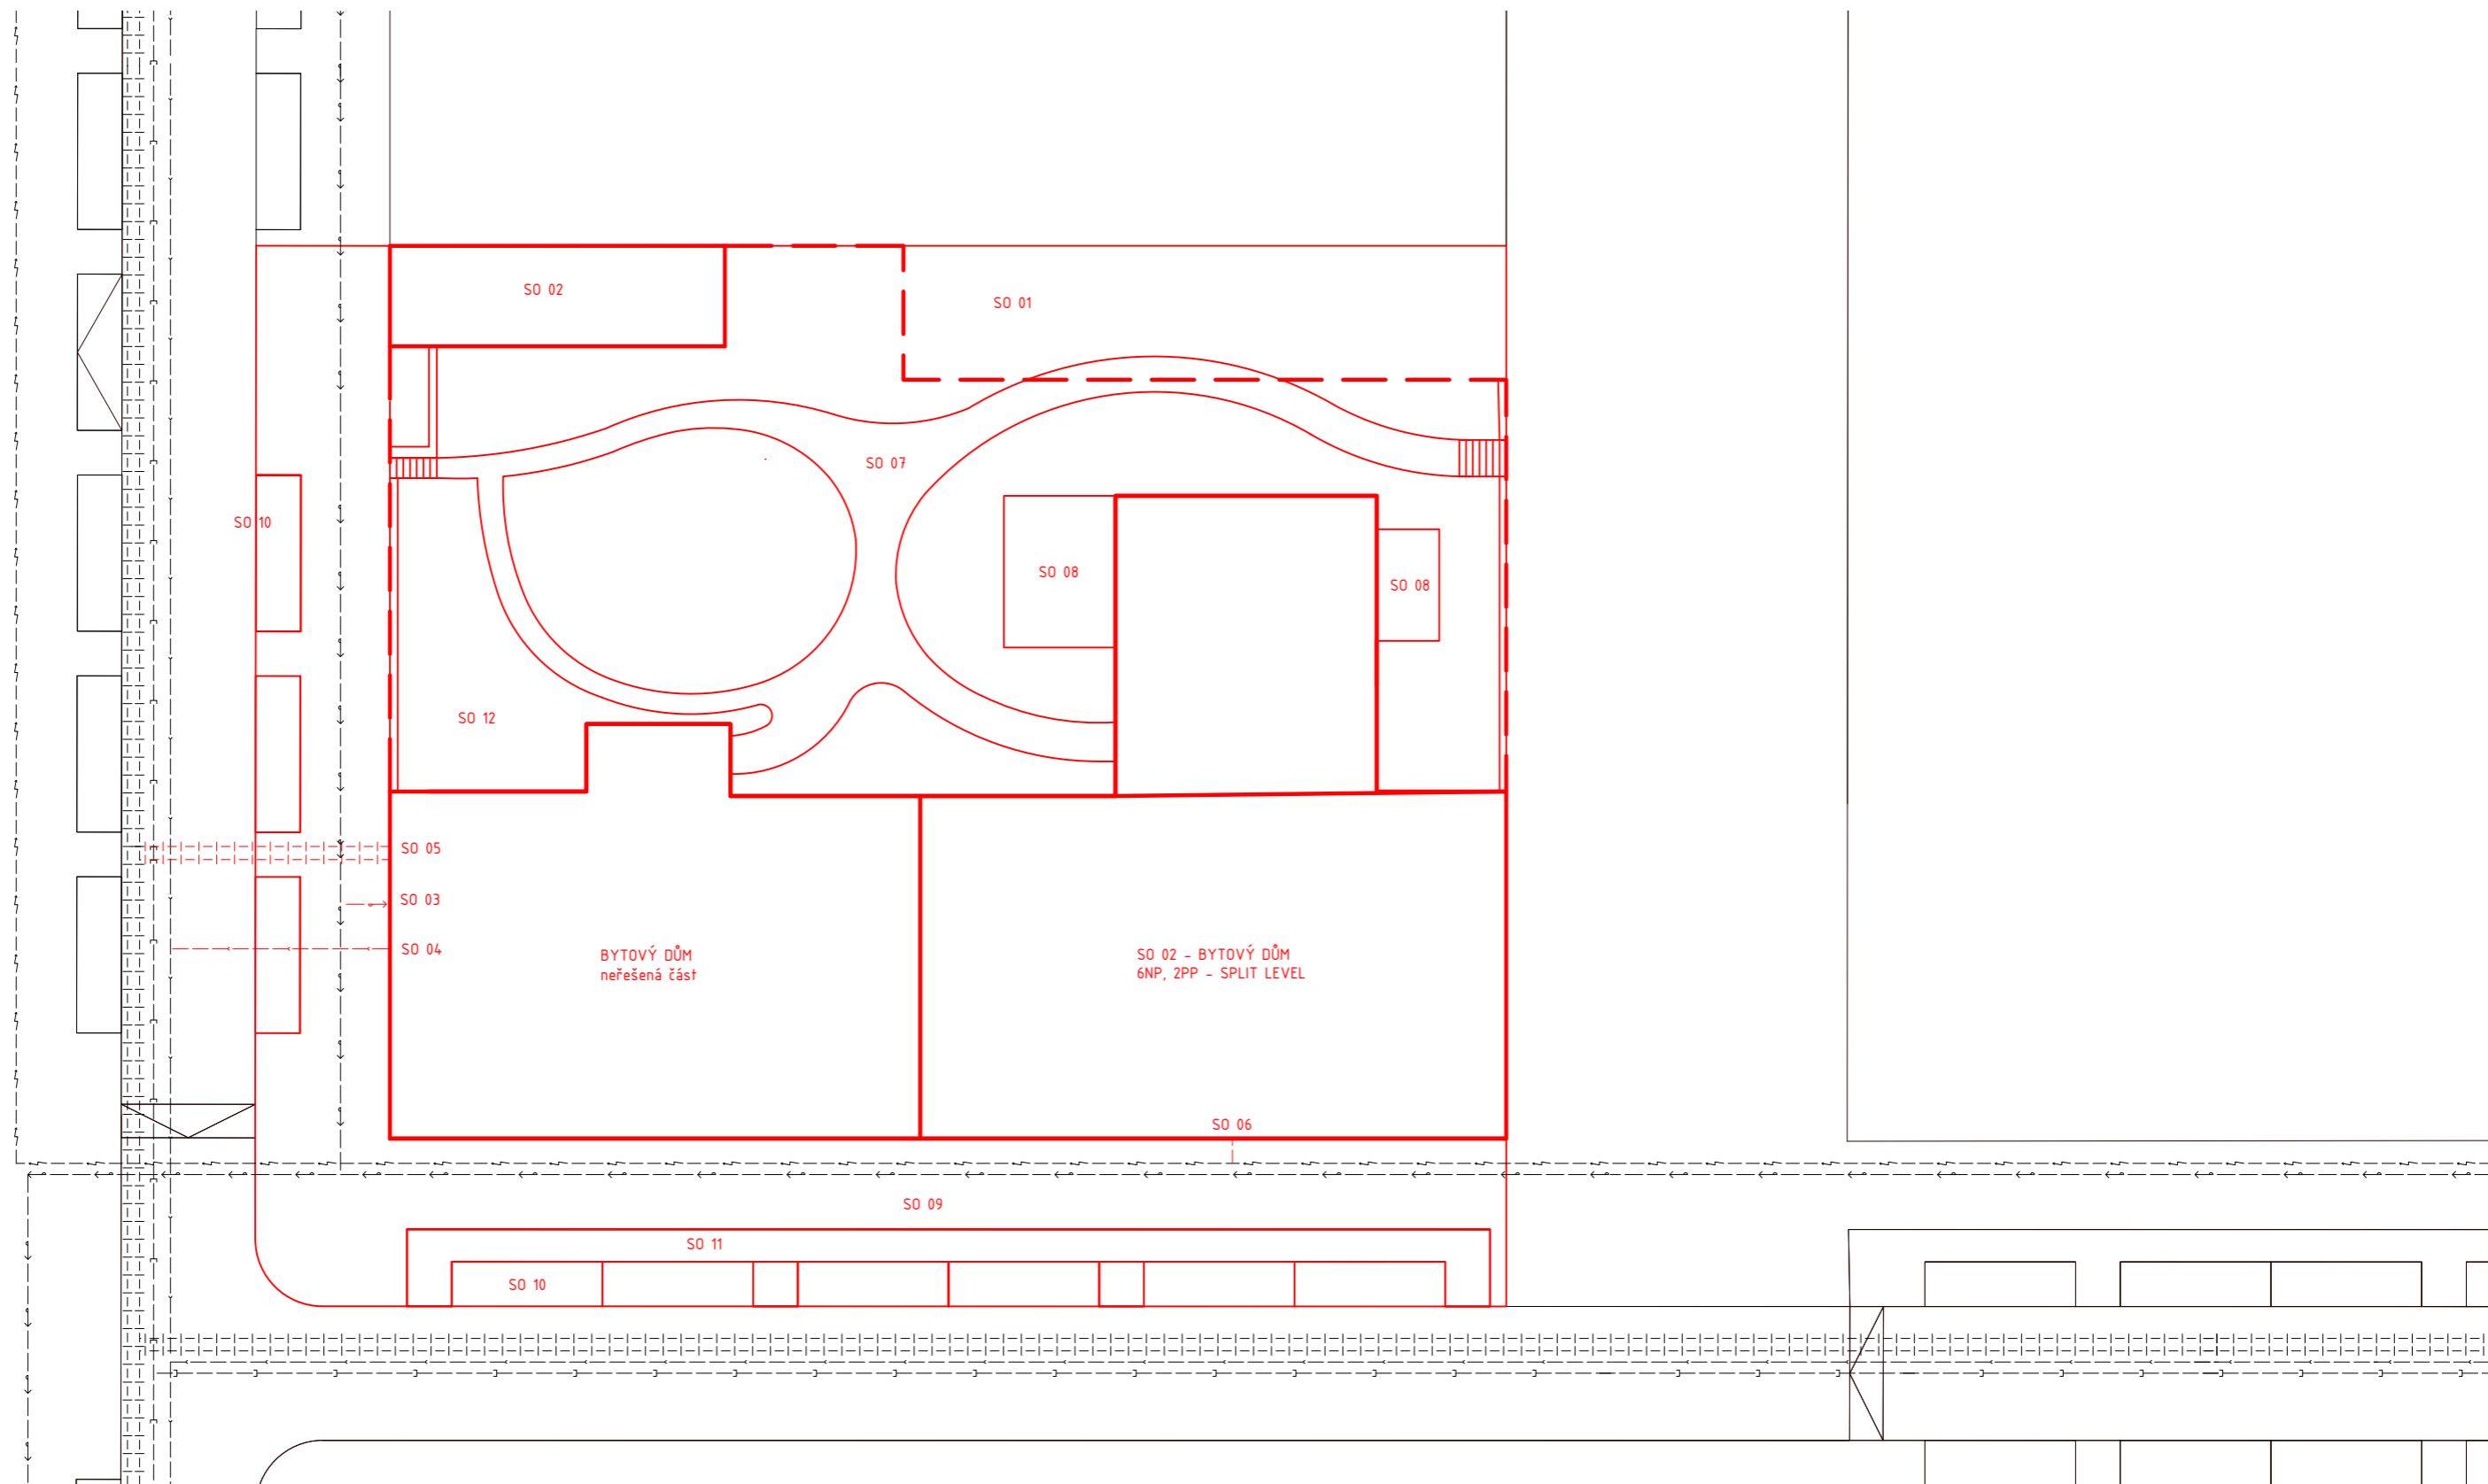 SO 02
SO 01
SO 07
SO 10
SO 08
SO 08
SO 12
SO 05
SO 03
SO 04
BYTOVÝ DŮM
neřešená část
SO 02 - BYTOVÝ DŮM
6NP, 2PP - SPLIT LEVEL
SO 06
SO 09
SO 11
SO 10